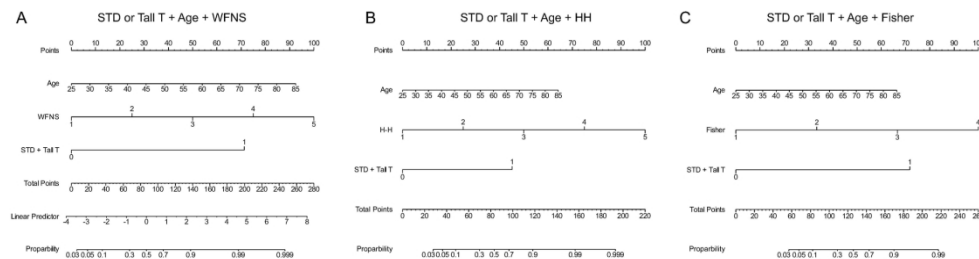 A
STD or Tall T + Age + WFNS
Points
0 10 20 30 40 50 60 70 80 90 100
Age
25 30 35 40 45 50 55 60 65 70 75 80 85
WFNS
1 2 3 4 5
STD + Tall T
0 1
Total Points
0 20 40 60 80 100 120 140 160 180 200 220 240 260 280
Linear Predictor
-4 -3 -2 -1 0 1 2 3 4 5 6 7 8
Proparbility
0.03 0.05 0.1 0.3 0.5 0.7 0.9 0.99 0.999
B
STD or Tall T + Age + HH
Points
0 10 20 30 40 50 60 70 80 90 100
Age
25 30 35 40 45 50 55 60 65 70 75 80 85
H-H
1 2 3 4 5
STD + Tall T
0 1
Total Points
0 20 40 60 80 100 120 140 160 180 200 220
Proparbility
0.03 0.05 0.1 0.3 0.5 0.7 0.9 0.99 0.999
C
STD or Tall T + Age + Fisher
Points
0 10 20 30 40 50 60 70 80 90 100
Age
25 30 35 40 45 50 55 60 65 70 75 80 85
Fisher
1 2 3 4
STD + Tall T
0 1
Total Points
0 20 40 60 80 100 120 140 160 180 200 220 240 260
Proparbility
0.03 0.05 0.1 0.3 0.5 0.7 0.9 0.99